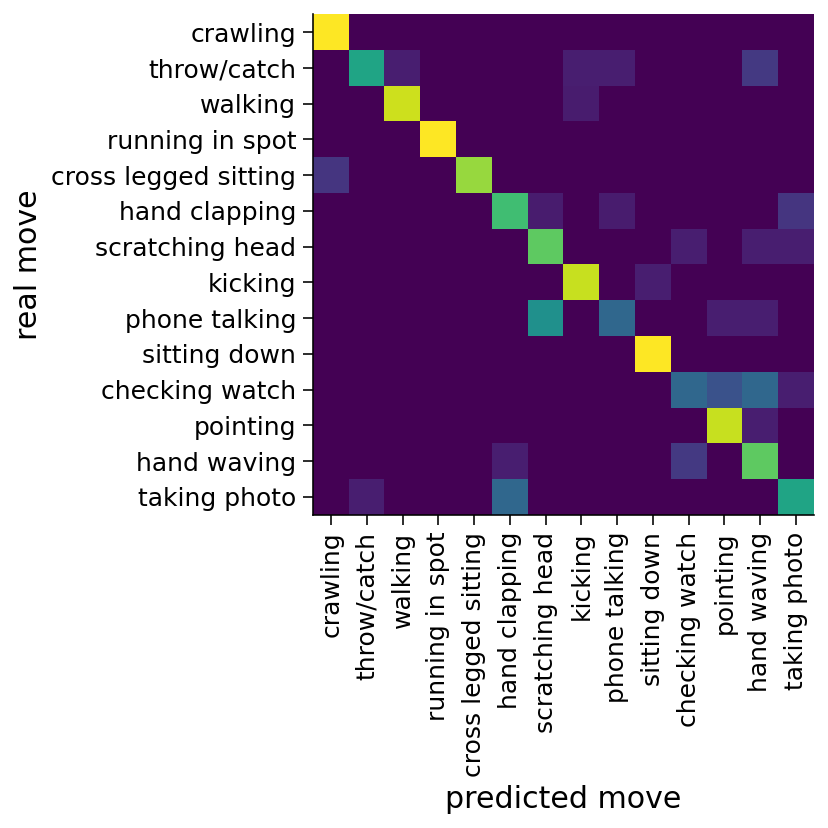 crawling
throw/catch
walking
running in spot
cross legged sitting
hand clapping
scratching head
kicking
phone talking
sitting down
checking watch
pointing
hand waving
taking photo
real move
crawling
throw/catch
walking
running in spot
cross legged sitting
hand clapping
scratching head
kicking
phone talking
sitting down
checking watch
pointing
hand waving
taking photo
predicted move